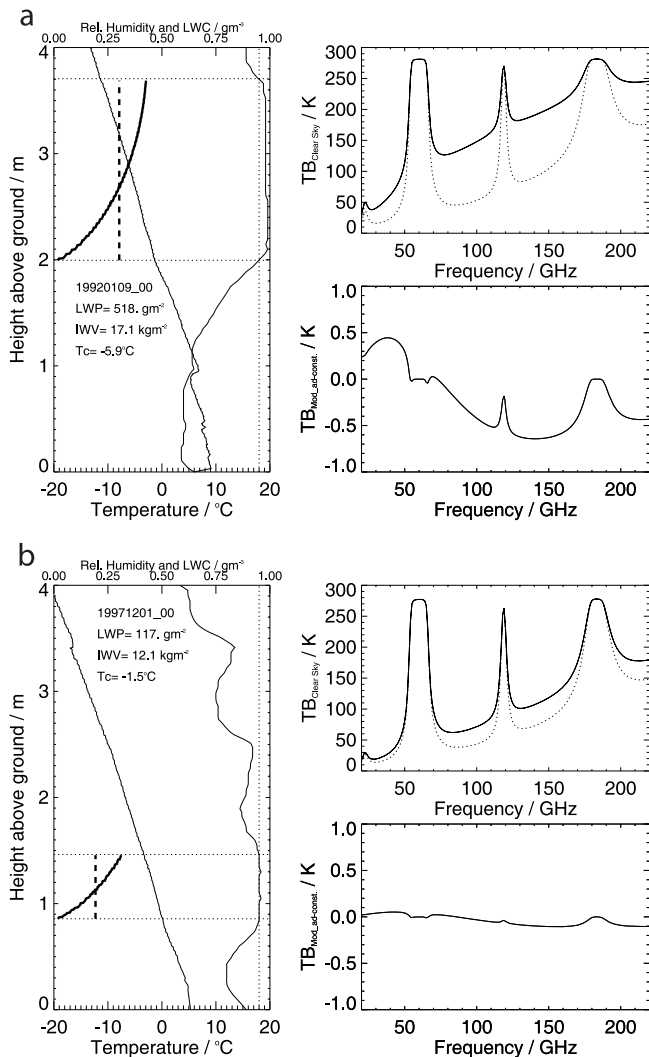 a
Rel. Humidity and LWC / gm-3
0.00 0.25 0.50 0.75 1.00
4
3
2
1
0
Height above ground / m
19920109_00
LWP= 518. gm-2
IWV= 17.1 kgm-2
Tc= -5.9°C
-20 -10 0 10 20
Temperature / °C
300
250
200
150
100
50
0
TBClear Sky / K
50 100 150 200
Frequency / GHz
1.0
0.5
0.0
-0.5
-1.0
TBMod_ad-const. / K
50 100 150 200
Frequency / GHz
b
Rel. Humidity and LWC / gm-3
0.00 0.25 0.50 0.75 1.00
4
3
2
1
0
Height above ground / m
19971201_00
LWP= 117. gm-2
IWV= 12.1 kgm-2
Tc= -1.5°C
-20 -10 0 10 20
Temperature / °C
300
250
200
150
100
50
0
TBClear Sky / K
50 100 150 200
Frequency / GHz
1.0
0.5
0.0
-0.5
-1.0
TBMod_ad-const. / K
50 100 150 200
Frequency / GHz